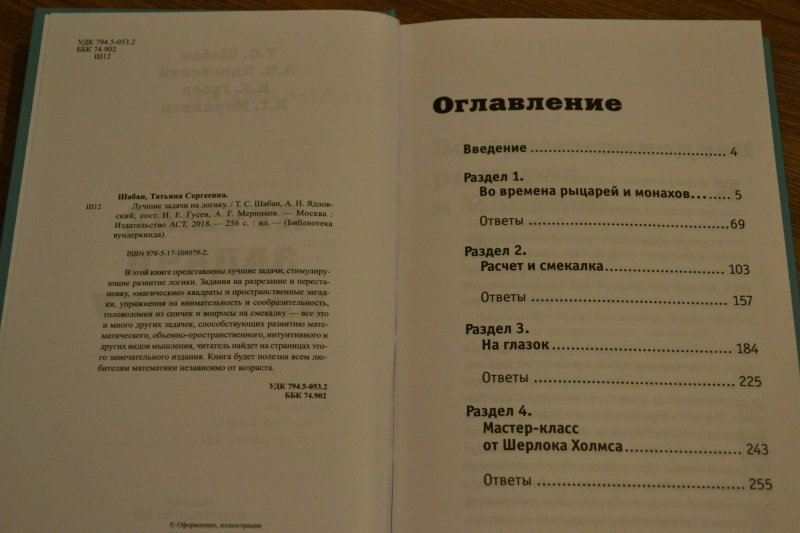 УДК 794.5-053.2
ББК 74.902
Ш12
Шабан, Татьяна Сергеевна.
Ш12 Лучшие задачи на логику. / Т. С. Шабан, А. Н. Ядлов-
ский; сост. И. Е. Гусев, А. Г. Мерников. — Москва :
Издательство АСТ, 2018.— 256 с. : ил.— (Библиотека
вундеркинда).
ISBN 978-5-17-108079-2.
В этой книге представлены лучшие задачи, стимулиру-
ющие развитие логики. Задания на разрезание и переста-
новку, «магические» квадраты и пространственные загад-
ки, упражнения на внимательность и сообразительность,
головоломки из спичек и вопросы на смекалку — все это
и много других задачек, способствующих развитию мате-
матического, объемно-пространственного, интуитивного и
других видов мышления, читатель найдет на страницах это-
го замечательного издания. Книга будет полезна всем лю-
бителям математики независимо от возраста.
УДК 794.5-053.2
ББК 74.902
© Оформление, иллюстрации
Оглавление
Введение 4
Раздел 1.
Во времена рыцарей и монахов... 5
Ответы 69
Раздел 2.
Расчет и смекалка 103
Ответы 157
Раздел 3.
На глазок 184
Ответы 225
Раздел 4.
Мастер-класс
от Шерлока Холмса 243
Ответы 255